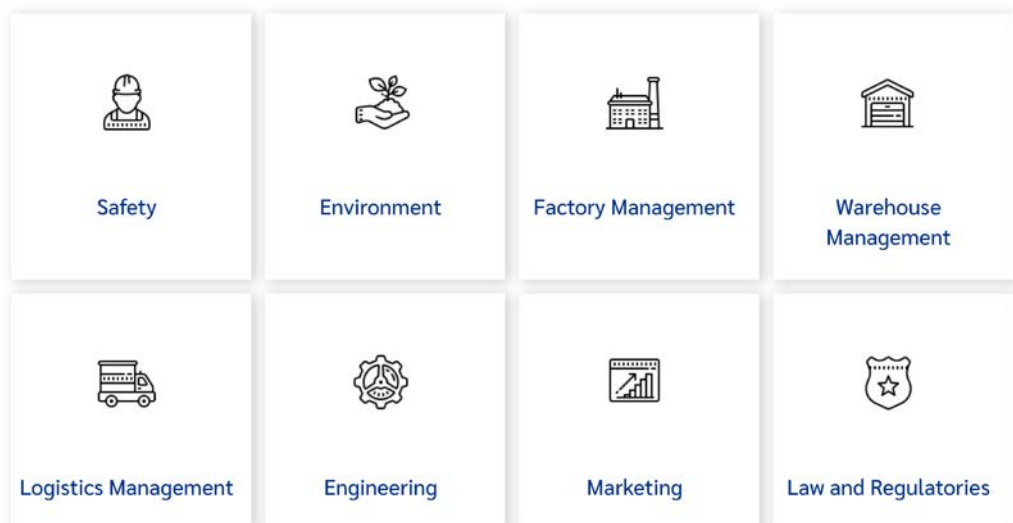 Safety
Environment
Factory Management
Warehouse
Management
Logistics Management
Engineering
Marketing
Law and Regulatories